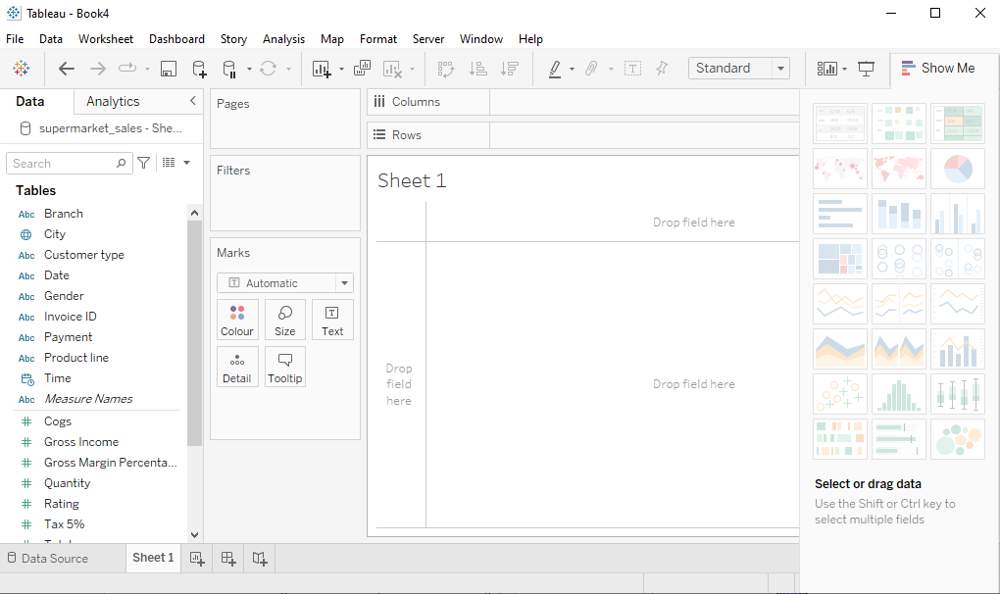 Tableau - Book4
File Data Worksheet Dashboard Story Analysis Map Format Server Window Help
Standard
Show Me
Data Analytics
supermarket_sales - She...
Search
Tables
Abc Branch
City
Abc Customer type
Abc Date
Abc Gender
Abc Invoice ID
Abc Payment
Abc Product line
Time
Abc Measure Names
Cogs
Gross Income
Gross Margin Percenta...
Quantity
Rating
Tax 5%
Pages
Filters
Marks
Automatic
Colour Size Text
Detail Tooltip
Columns
Rows
Sheet 1
Drop field here
Drop
field
here
Drop field here
Select or drag data
Use the Shift or Ctrl key to
select multiple fields
Data Source Sheet 1